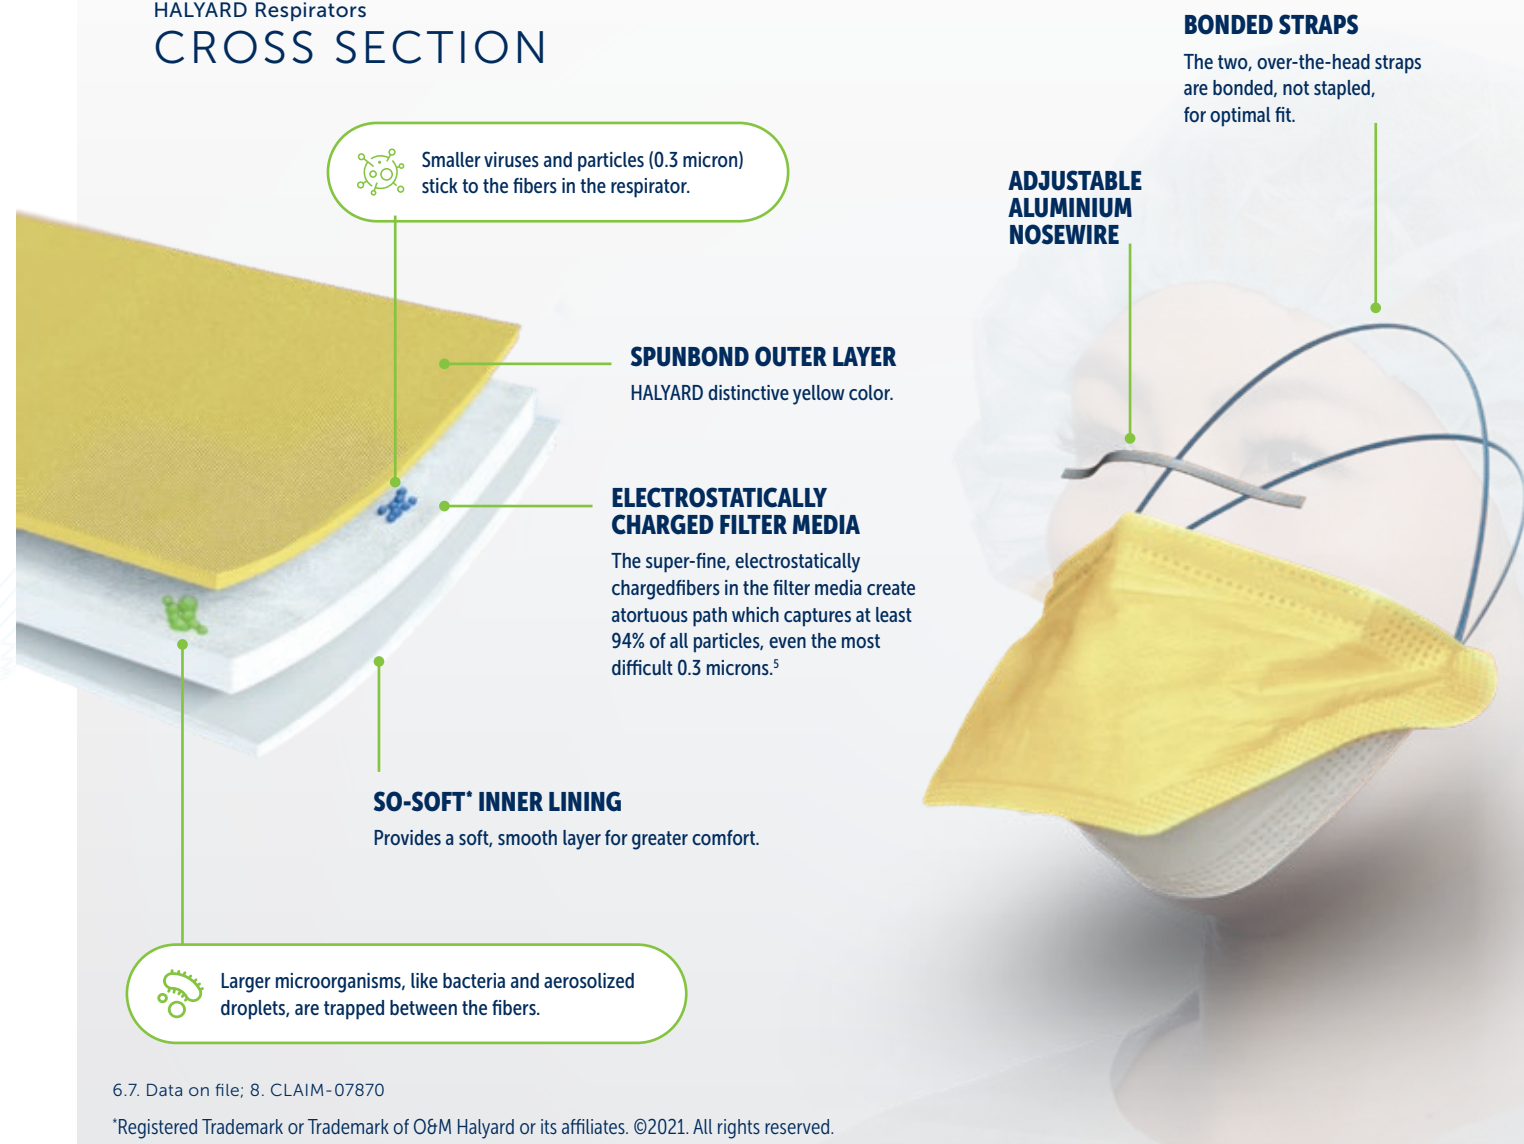 HALYARD Respirators
CROSS SECTION
BONDED STRAPS
The two, over-the-head straps
are bonded, not stapled,
for optimal fit.
Smaller viruses and particles (0.3 micron)
stick to the fibers in the respirator.
ADJUSTABLE
ALUMINIUM
NOSEWIRE
SPUNBOND OUTER LAYER
HALYARD distinctive yellow color.
ELECTROSTATICALLY
CHARGED FILTER MEDIA
The super-fine, electrostatically
chargedfibers in the filter media create
atortuous path which captures at least
94% of all particles, even the most
difficult 0.3 microns.⁵
SO-SOFT* INNER LINING
Provides a soft, smooth layer for greater comfort.
Larger microorganisms, like bacteria and aerosolized
droplets, are trapped between the fibers.
6.7. Data on file; 8. CLAIM-07870
*Registered Trademark or Trademark of O&M Halyard or its affiliates. ©2021. All rights reserved.